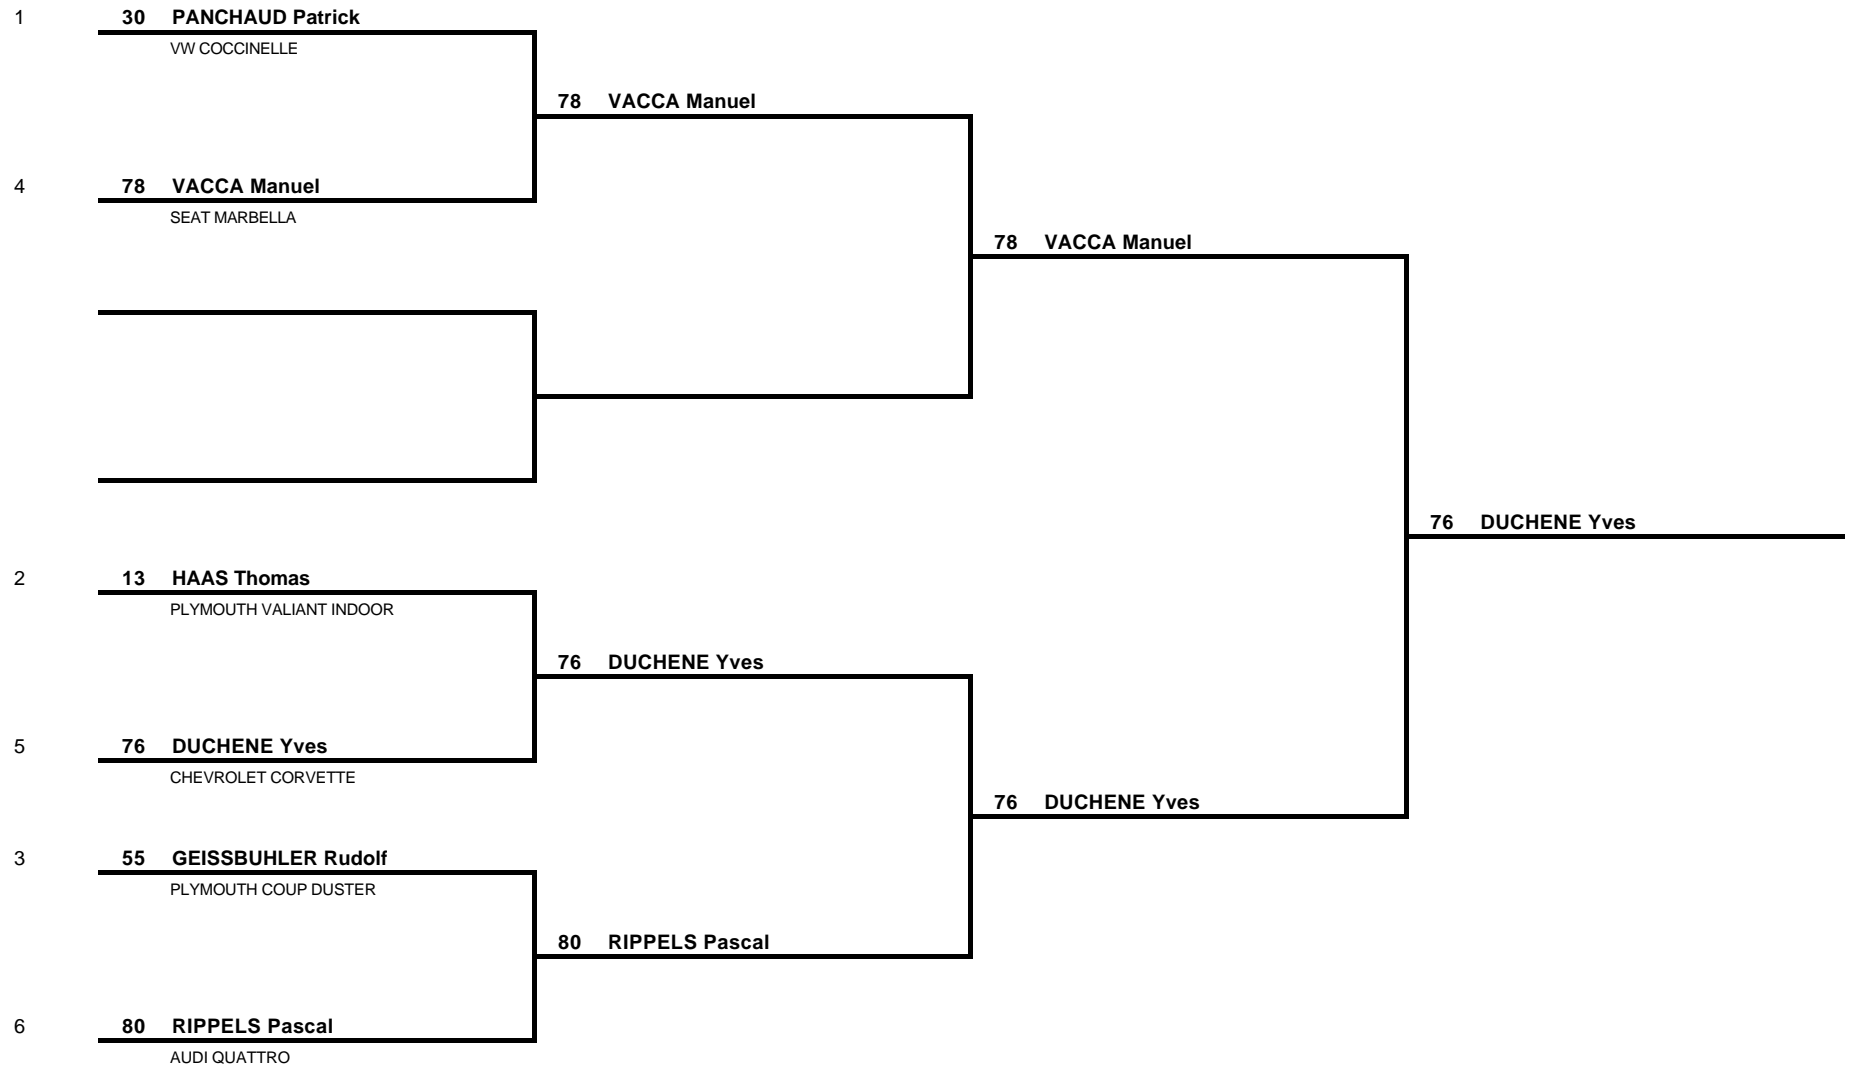 1 30 PANCHAUD Patrick
VW COCCINELLE
78 VACCA Manuel
4 78 VACCA Manuel
SEAT MARBELLA
78 VACCA Manuel
76 DUCHENE Yves
2 13 HAAS Thomas
PLYMOUTH VALIANT INDOOR
76 DUCHENE Yves
5 76 DUCHENE Yves
CHEVROLET CORVETTE
76 DUCHENE Yves
3 55 GEISSBUHLER Rudolf
PLYMOUTH COUP DUSTER
80 RIPPELS Pascal
6 80 RIPPELS Pascal
AUDI QUATTRO